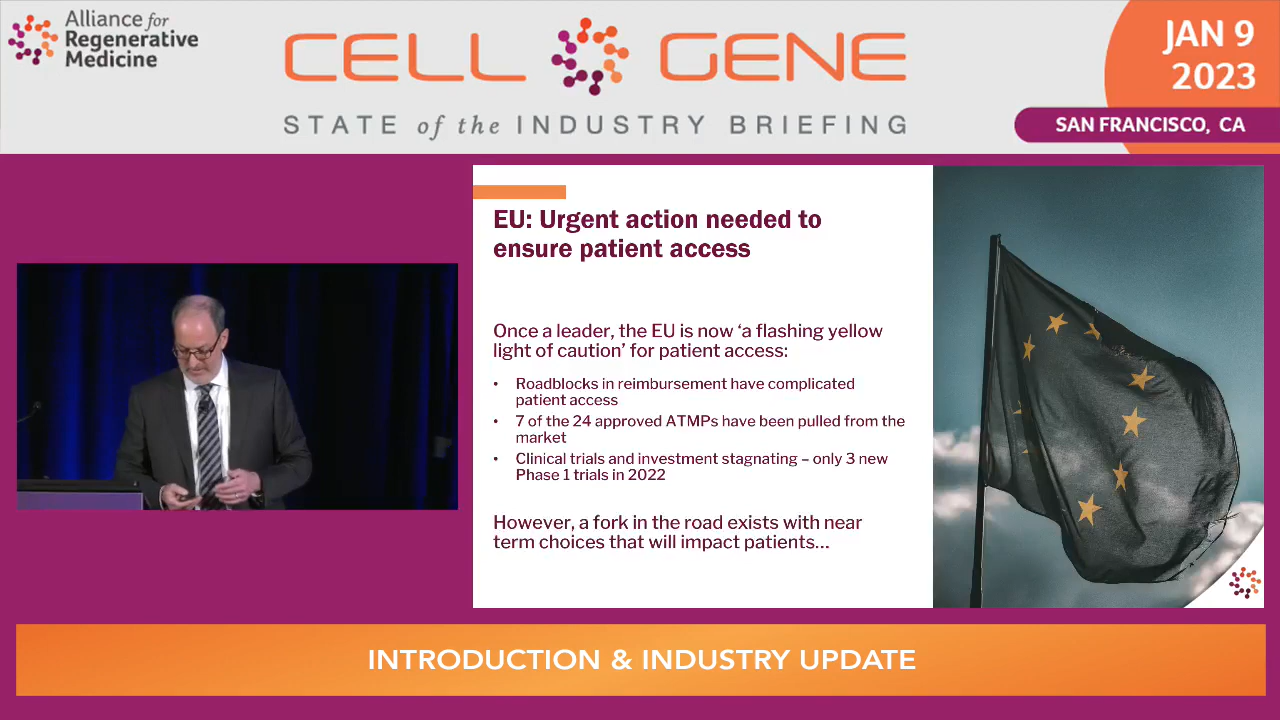 Alliance for
Regenerative
Medicine
CELL GENE
STATE of the INDUSTRY BRIEFING
JAN 9
2023
SAN FRANCISCO, CA
EU: Urgent action needed to
ensure patient access
Once a leader, the EU is now ‘a flashing yellow
light of caution’ for patient access:
• Roadblocks in reimbursement have complicated
patient access
• 7 of the 24 approved ATMPs have been pulled from the
market
• Clinical trials and investment stagnating – only 3 new
Phase 1 trials in 2022
However, a fork in the road exists with near
term choices that will impact patients...
INTRODUCTION & INDUSTRY UPDATE